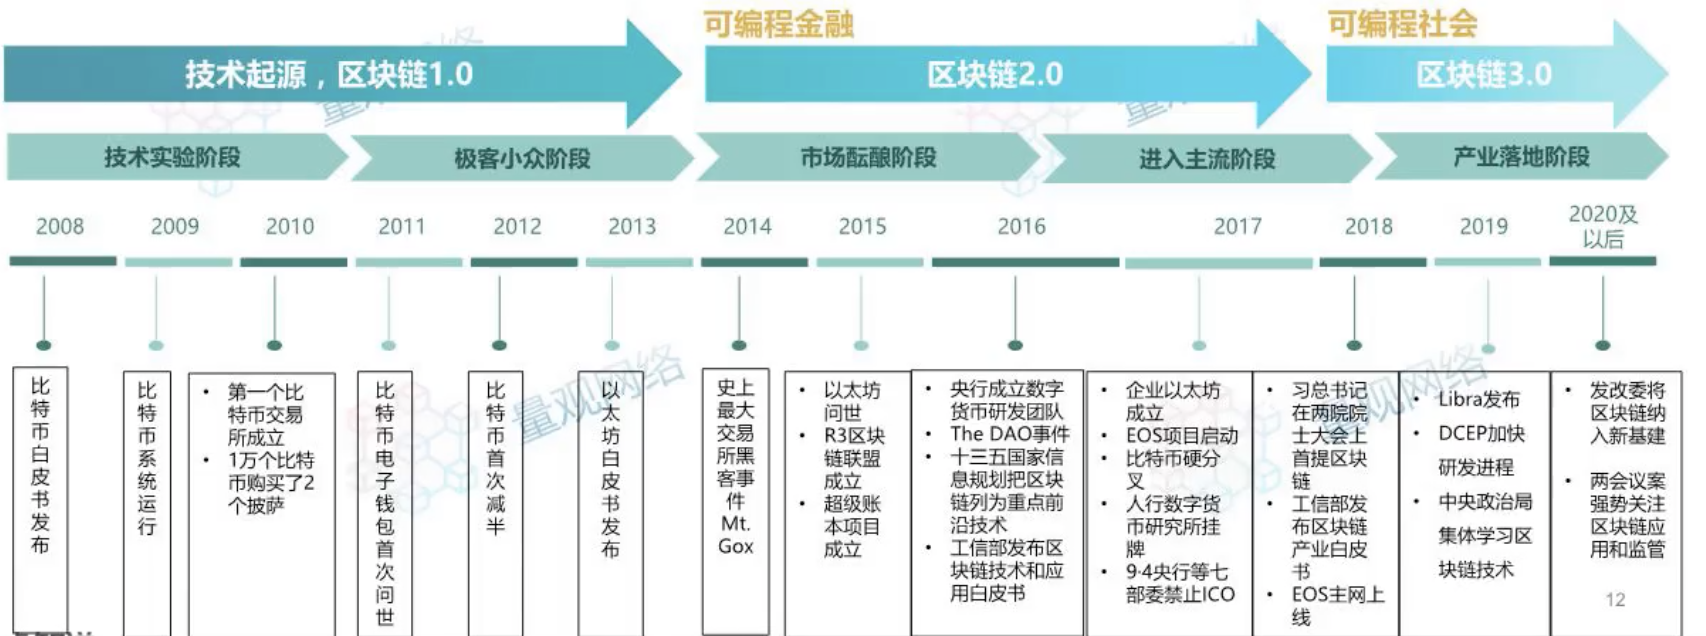 可编程金融
可编程社会
技术起源，区块链1.0
区块链2.0
区块链3.0
技术实验阶段
极客小众阶段
市场酝酿阶段
进入主流阶段
产业落地阶段
2008
2009
2010
2011
2012
2013
2014
2015
2016
2017
2018
2019
2020及
以后
比
特
币
白
皮
书
发
布
比
特
币
系
统
运
行
• 第一个比
特币交易
所成立
• 1万个比特
币购买了2
个披萨
比
特
币
电
子
钱
包
首
次
问
世
比
特
币
首
次
减
半
以
太
坊
白
皮
书
发
布
史上
最大
交易
所黑
客事
件
Mt.
Gox
• 以太坊
问世
• R3区块
链联盟
成立
• 超级账
本项目
成立
• 央行成立数字
货币研发团队
• The DAO事件
• 十三五国家信
息规划把区块
链列为重点前
沿技术
• 工信部发布区
块链技术和应
用白皮书
• 企业以太坊
成立
• EOS项目启动
• 比特币硬分
叉
• 人行数字货
币研究所挂
牌
• 9·4央行等七
部委禁止ICO
• 习总书记
在两院院
士大会上
首提区块
链
• 工信部发
布区块链
产业白皮
书
• EOS主网上
线
• Libra发布
• DCEP加快
研发进程
• 中央政治局
集体学习区
块链技术
• 发改委将
区块链纳
入新基建
• 两会议案
强势关注
区块链应
用和监管
12
量观网络
量观网络
量观网络
量观网络